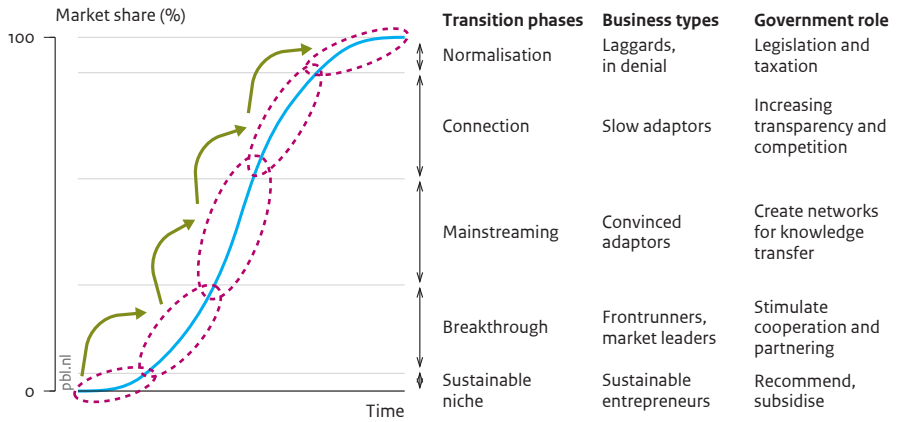 Market share (%)
100
0
pbl.nl
Time
Transition phases
Business types
Government role
Normalisation
Laggards,
in denial
Legislation and
taxation
Connection
Slow adaptors
Increasing
transparency and
competition
Mainstreaming
Convinced
adaptors
Create networks
for knowledge
transfer
Breakthrough
Frontrunners,
market leaders
Stimulate
cooperation and
partnering
Sustainable
niche
Sustainable
entrepreneurs
Recommend,
subsidise